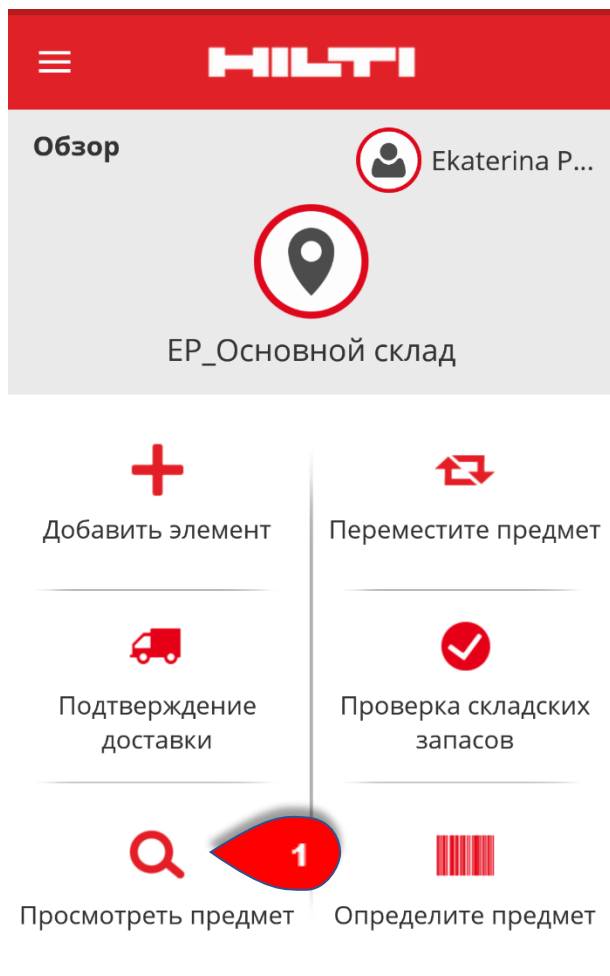 HILTI
Обзор
Ekaterina P...
EP_Основной склад
Добавить элемент
Переместите предмет
Подтверждение
доставки
Проверка складских
запасов
1
Просмотреть предмет
Определите предмет